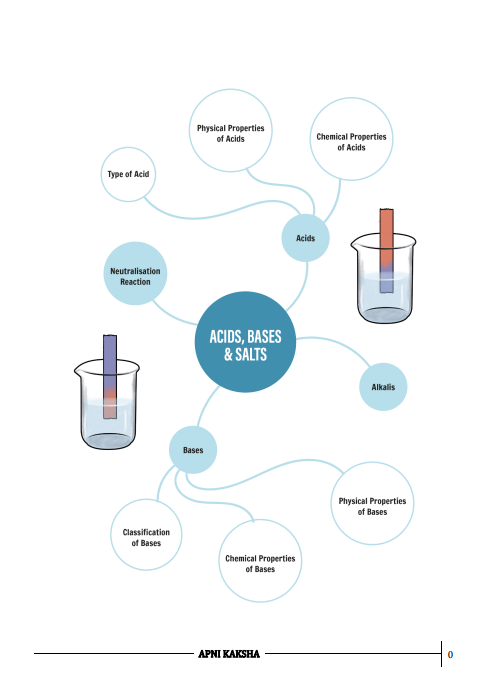 Physical Properties
of Acids
Chemical Properties
of Acids
Type of Acid
Acids
Neutralisation
Reaction
ACIDS, BASES
& SALTS
Alkalis
Bases
Physical Properties
of Bases
Classification
of Bases
Chemical Properties
of Bases
APNI KAKSHA
0